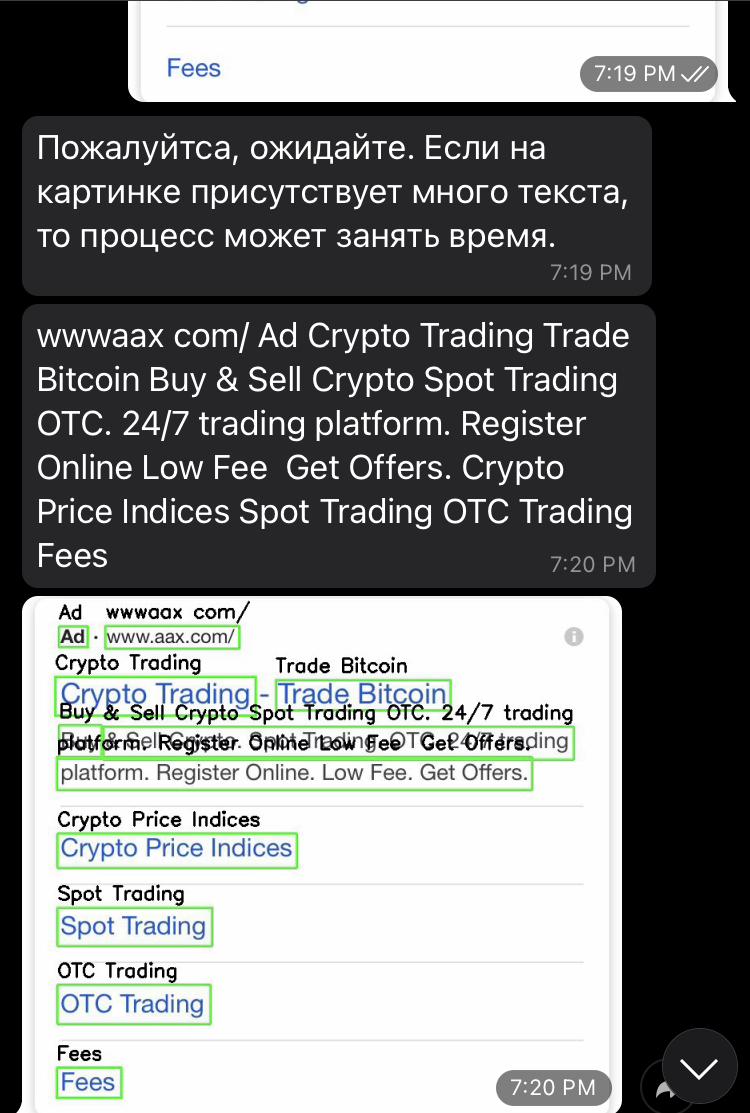 Fees
7:19 PM
Пожалуйтса, ожидайте. Если на
картинке присутствует много текста,
то процесс может занять время.
7:19 PM
wwwaax com/ Ad Crypto Trading Trade
Bitcoin Buy & Sell Crypto Spot Trading
OTC. 24/7 trading platform. Register
Online Low Fee  Get Offers. Crypto
Price Indices Spot Trading OTC Trading
Fees
7:20 PM
Ad wwwaax com/
Ad · www.aax.com/
Crypto Trading Trade Bitcoin
Crypto Trading - Trade Bitcoin
Buy & Sell Crypto Spot Trading OTC. 24/7 trading
Buy & Sell Crypto. Spot Trading. OTC. 24/7 trading
platform. Register Online Low Fee Get Offers.
platform. Register Online. Low Fee. Get Offers.
Crypto Price Indices
Crypto Price Indices
Spot Trading
Spot Trading
OTC Trading
OTC Trading
Fees
Fees
7:20 PM